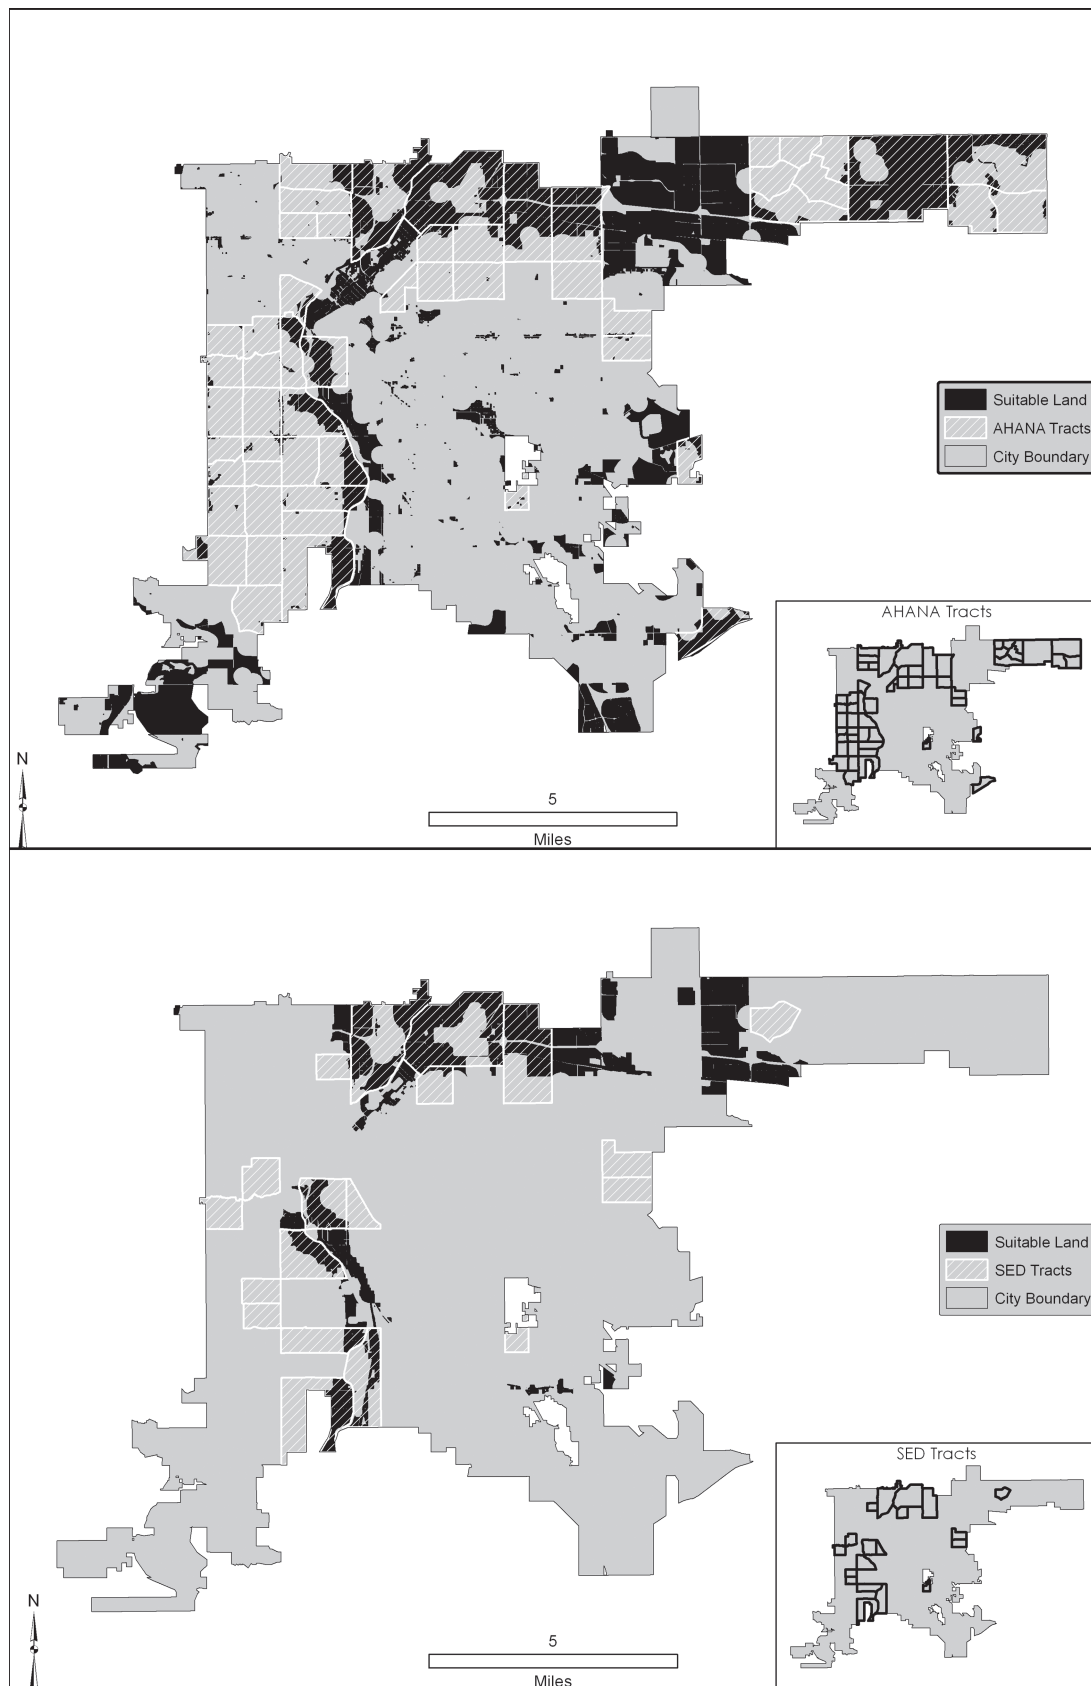 Suitable Land
AHANA Tracts
City Boundary
AHANA Tracts
N
5
Miles
Suitable Land
SED Tracts
City Boundary
SED Tracts
N
5
Miles